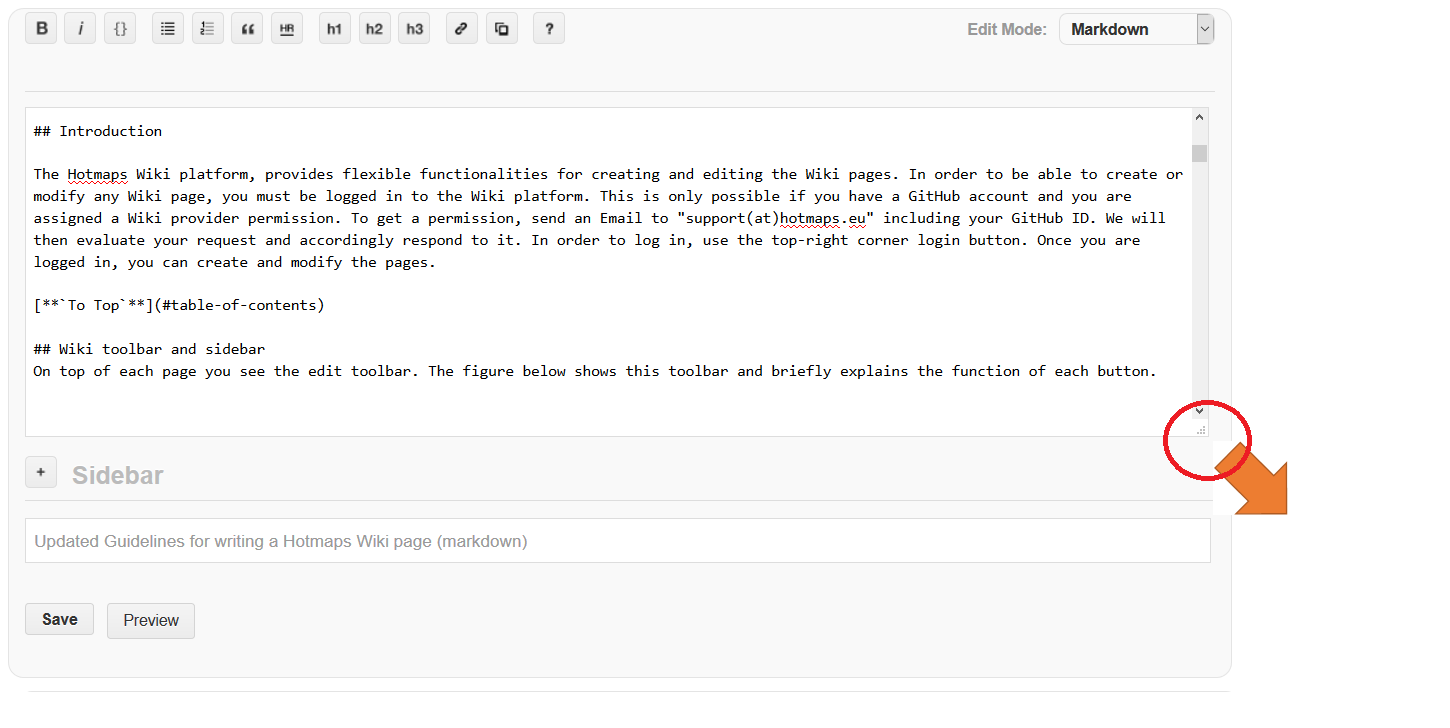 B i {} “ HR h1 h2 h3 ? Edit Mode: Markdown
## Introduction
The Hotmaps Wiki platform, provides flexible functionalities for creating and editing the Wiki pages. In order to be able to create or
modify any Wiki page, you must be logged in to the Wiki platform. This is only possible if you have a GitHub account and you are
assigned a Wiki provider permission. To get a permission, send an Email to "support(at)hotmaps.eu" including your GitHub ID. We will
then evaluate your request and accordingly respond to it. In order to log in, use the top-right corner login button. Once you are
logged in, you can create and modify the pages.
[**`To Top`**](#table-of-contents)
## Wiki toolbar and sidebar
On top of each page you see the edit toolbar. The figure below shows this toolbar and briefly explains the function of each button.
+ Sidebar
Updated Guidelines for writing a Hotmaps Wiki page (markdown)
Save Preview